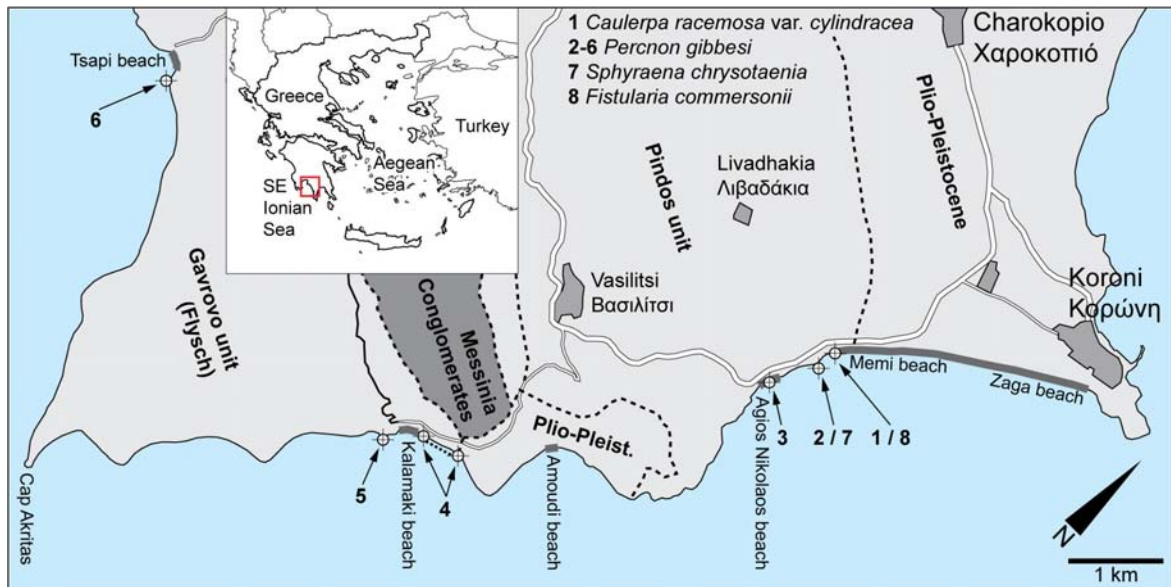 1 Caulerpa racemosa var. cylindracea
2-6 Percnon gibbesi
7 Sphyraena chrysotaenia
8 Fistularia commersonii
Charokopio
Χαροκοπιό
Tsapi beach
6
Greece
Turkey
Aegean
Sea
SE
Ionian
Sea
Gavrovo unit
(Flysch)
Messinia
Conglomerates
Pindos unit
Plio-Pleistocene
Livadhakia
Λιβαδάκια
Vasilitsi
Βασιλίτσι
Koroni
Κορώνη
Memi beach
Zaga beach
Plio-Pleist.
3
2 / 7
1 / 8
5
4
Cap Akritas
Kalamaki beach
Amoudi beach
Agios Nikolaos beach
N
1 km